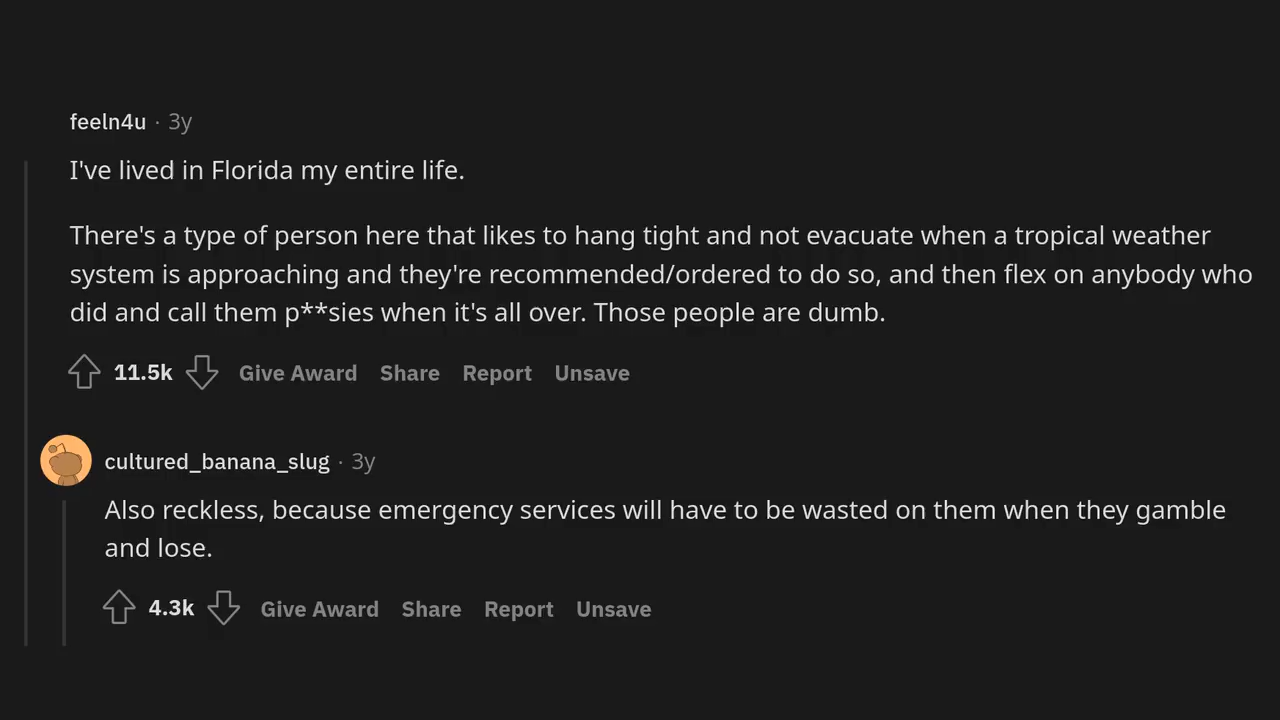 feeln4u · 3y
I've lived in Florida my entire life.
There's a type of person here that likes to hang tight and not evacuate when a tropical weather
system is approaching and they're recommended/ordered to do so, and then flex on anybody who
did and call them p**sies when it's all over. Those people are dumb.
11.5k Give Award Share Report Unsave
cultured_banana_slug · 3y
Also reckless, because emergency services will have to be wasted on them when they gamble
and lose.
4.3k Give Award Share Report Unsave